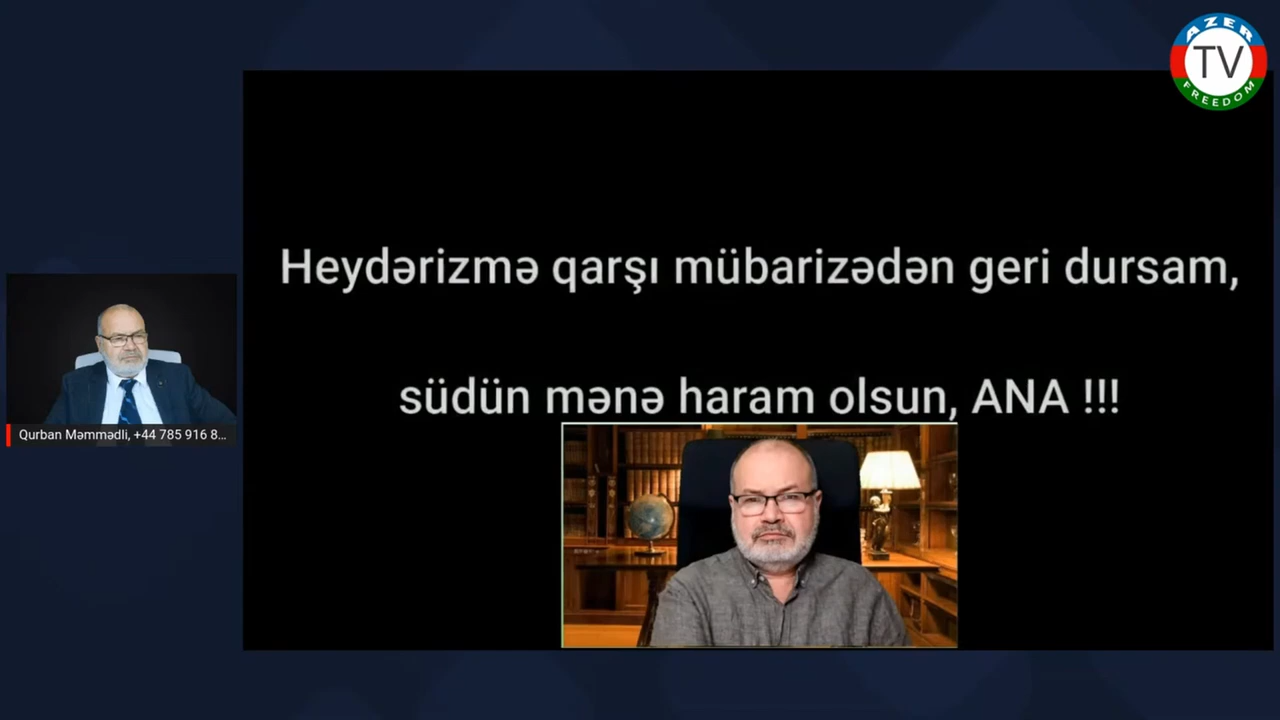 AZER
TV
FREEDOM
Heydərizmə qarşı mübarizədən geri dursam,
südün mənə haram olsun, ANA !!!
Qurban Məmmədli, +44 785 916 8...